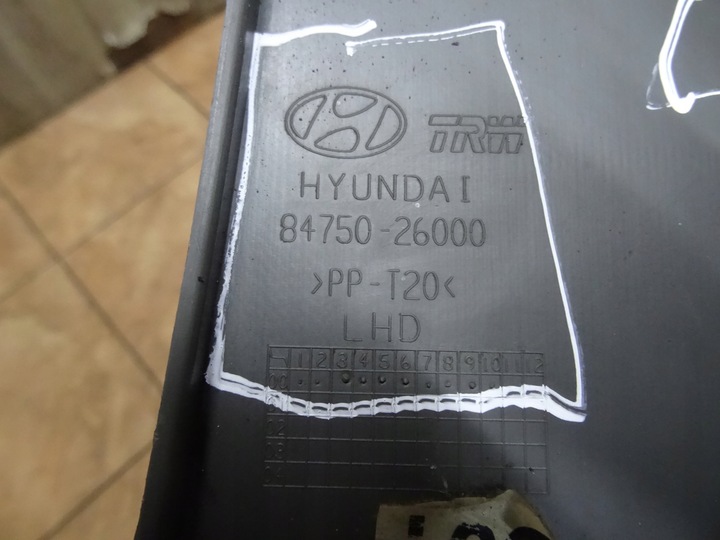 TRW
HYUNDAI
84750-26000
>PP-T20<
LHD
1 2 3 4 5 6 7 8 9 10 11 12
00